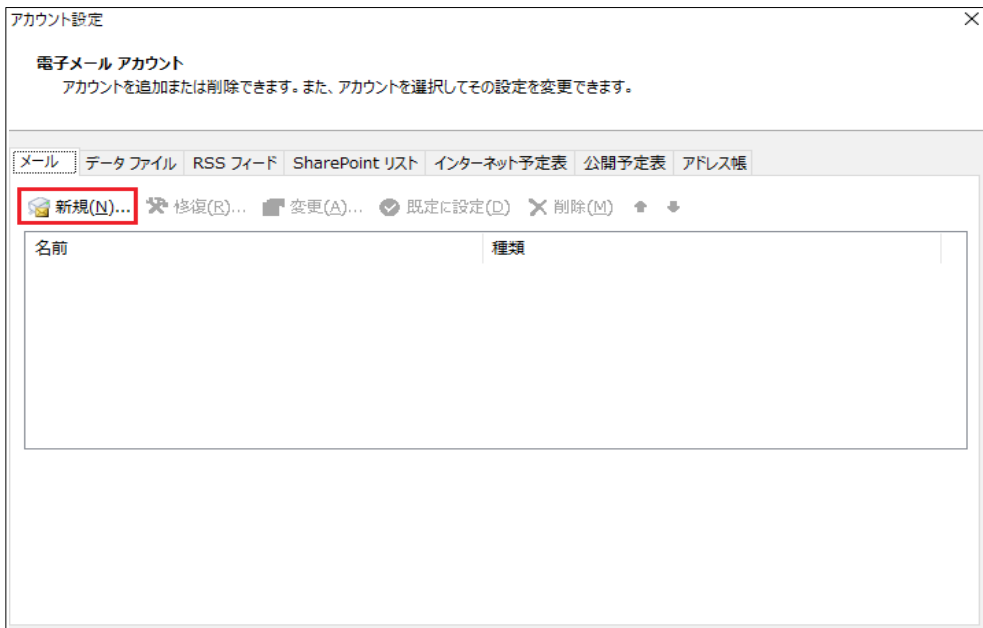 アカウント設定
電子メール アカウント
アカウントを追加または削除できます。また、アカウントを選択してその設定を変更できます。
メール データ ファイル RSS フィード SharePoint リスト インターネット予定表 公開予定表 アドレス帳
新規(N)... 修復(R)... 変更(A)... 既定に設定(D) 削除(M)
名前 種類